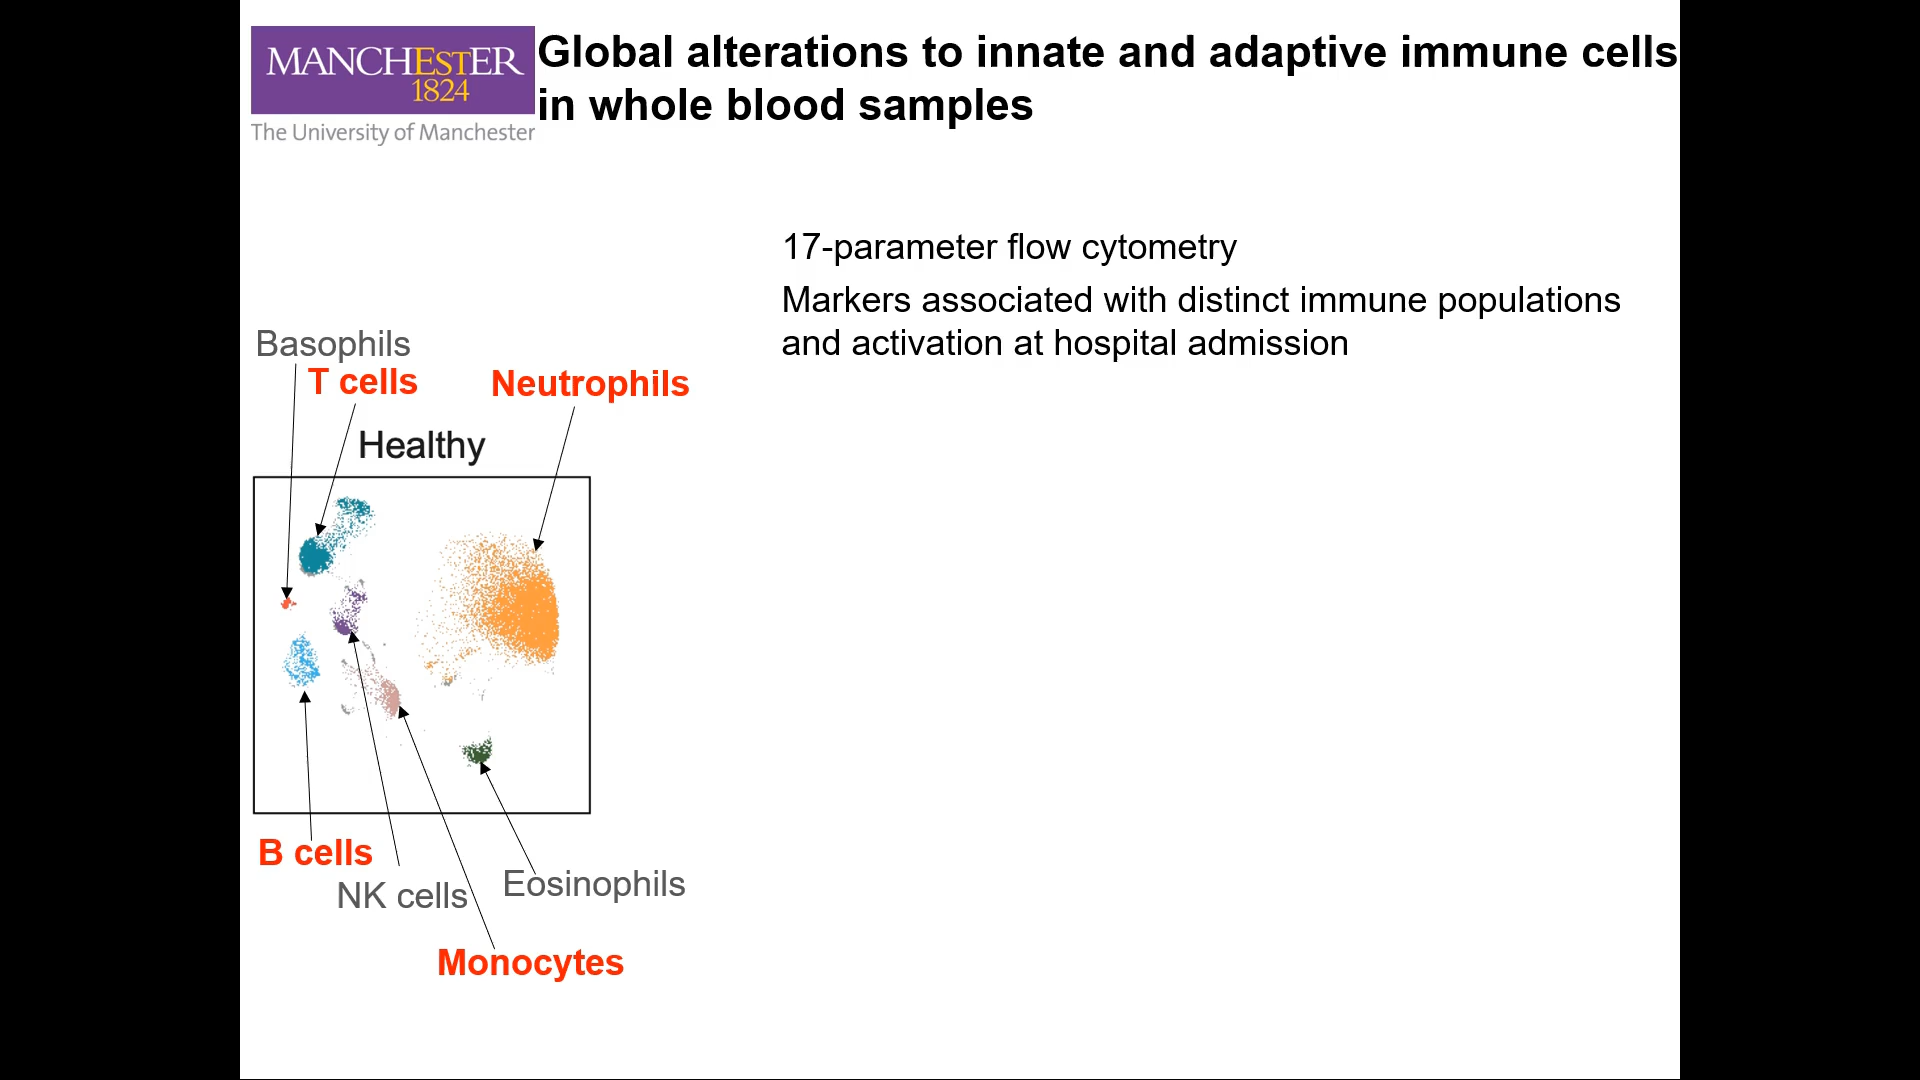 MANCHESTER
1824
The University of Manchester
Global alterations to innate and adaptive immune cells
in whole blood samples
17-parameter flow cytometry
Markers associated with distinct immune populations
and activation at hospital admission
Basophils
T cells
Neutrophils
Healthy
B cells
NK cells
Eosinophils
Monocytes